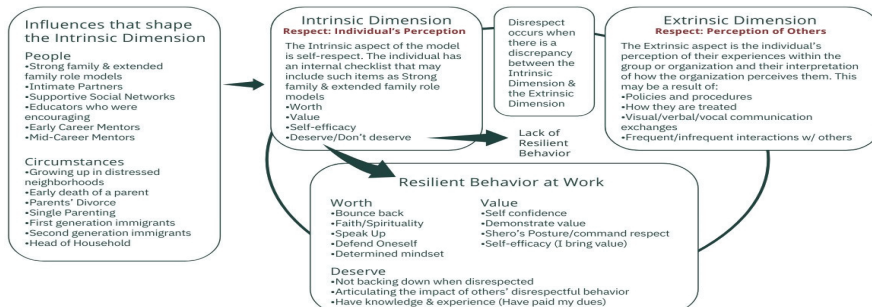 Influences that shape
the Intrinsic Dimension
People
•Strong family & extended
family role models
•Intimate Partners
•Supportive Social Networks
•Educators who were
encouraging
•Early Career Mentors
•Mid-Career Mentors
Circumstances
•Growing up in distressed
neighborhoods
•Early death of a parent
•Parents' Divorce
•Single Parenting
•First generation immigrants
•Second generation immigrants
•Head of Household
Intrinsic Dimension
Respect: Individual's Perception
The Intrinsic aspect of the model
is self-respect. The individual has
an internal checklist that may
include such items as Strong
family & extended family role
models
•Worth
•Value
•Self-efficacy
•Deserve/Don't deserve
Disrespect
occurs when
there is a
discrepancy
between the
Intrinsic
Dimension &
the Extrinsic
Dimension
Extrinsic Dimension
Respect: Perception of Others
The Extrinsic aspect is the individual's
perception of their experiences within the
group or organization and their interpretation
of how the organization perceives them. This
may be a result of:
•Policies and procedures
•How they are treated
•Visual/verbal/vocal communication
exchanges
•Frequent/infrequent interactions w/ others
Lack of
Resilient
Behavior
Resilient Behavior at Work
Worth
•Bounce back
•Faith/Spirituality
•Speak Up
•Defend Oneself
•Determined mindset
Value
•Self confidence
•Demonstrate value
•Shero's Posture/command respect
•Self-efficacy (I bring value)
Deserve
•Not backing down when disrespected
•Articulating the impact of others' disrespectful behavior
•Have knowledge & experience (Have paid my dues)